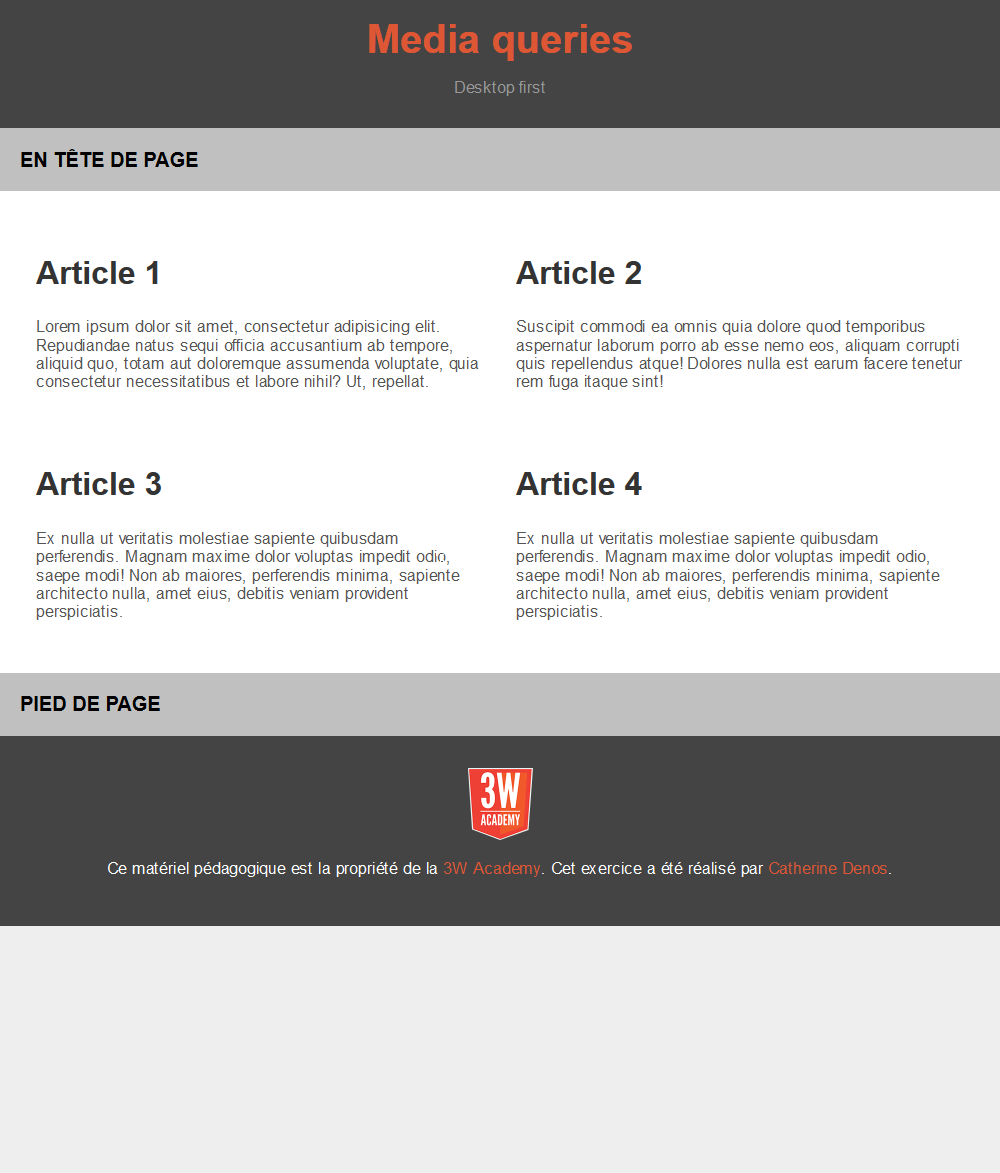 Media queries
Desktop first
EN TÊTE DE PAGE
Article 1
Lorem ipsum dolor sit amet, consectetur adipisicing elit.
Repudiandae natus sequi officia accusantium ab tempore,
aliquid quo, totam aut doloremque assumenda voluptate, quia
consectetur necessitatibus et labore nihil? Ut, repellat.
Article 2
Suscipit commodi ea omnis quia dolore quod temporibus
aspernatur laborum porro ab esse nemo eos, aliquam corrupti
quis repellendus atque! Dolores nulla est earum facere tenetur
rem fuga itaque sint!
Article 3
Ex nulla ut veritatis molestiae sapiente quibusdam
perferendis. Magnam maxime dolor voluptas impedit odio,
saepe modi! Non ab maiores, perferendis minima, sapiente
architecto nulla, amet eius, debitis veniam provident
perspiciatis.
Article 4
Ex nulla ut veritatis molestiae sapiente quibusdam
perferendis. Magnam maxime dolor voluptas impedit odio,
saepe modi! Non ab maiores, perferendis minima, sapiente
architecto nulla, amet eius, debitis veniam provident
perspiciatis.
PIED DE PAGE
3W
ACADEMY
Ce matériel pédagogique est la propriété de la 3W Academy. Cet exercice a été réalisé par Catherine Denos.